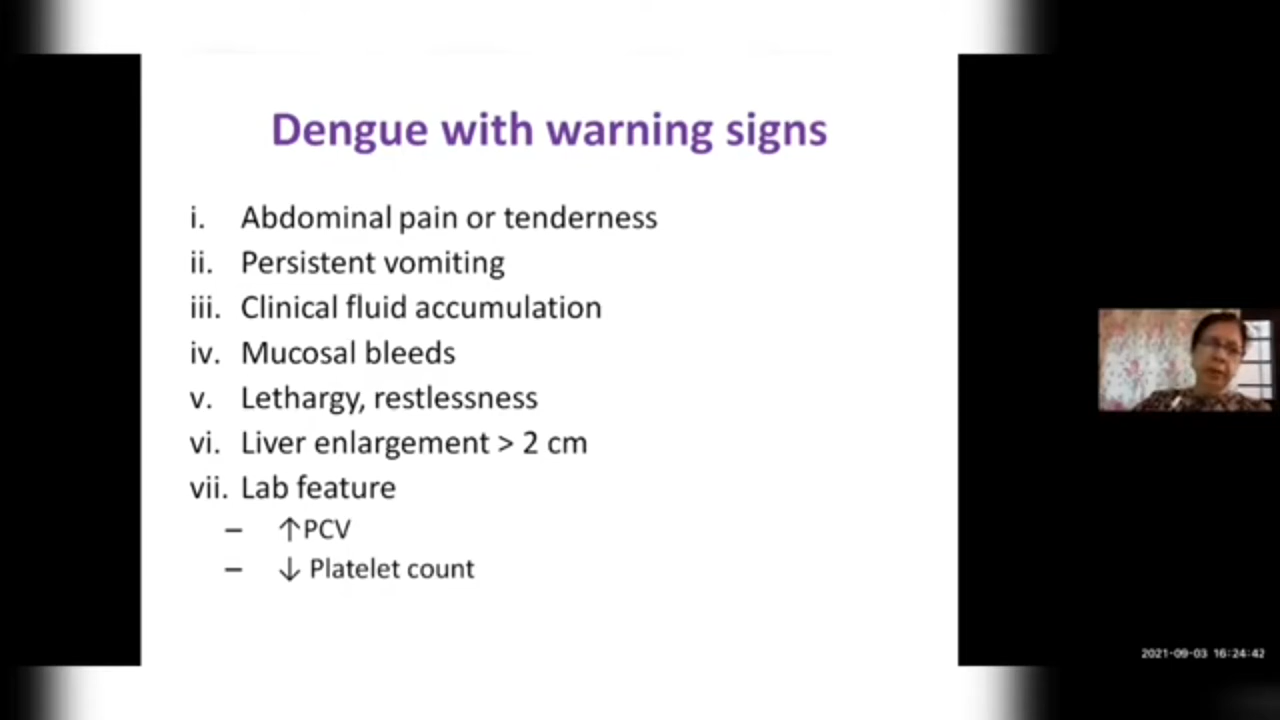 Dengue with warning signs
i. Abdominal pain or tenderness
ii. Persistent vomiting
iii. Clinical fluid accumulation
iv. Mucosal bleeds
v. Lethargy, restlessness
vi. Liver enlargement > 2 cm
vii. Lab feature
– ↑PCV
– ↓ Platelet count
2021-09-03 16:24:42